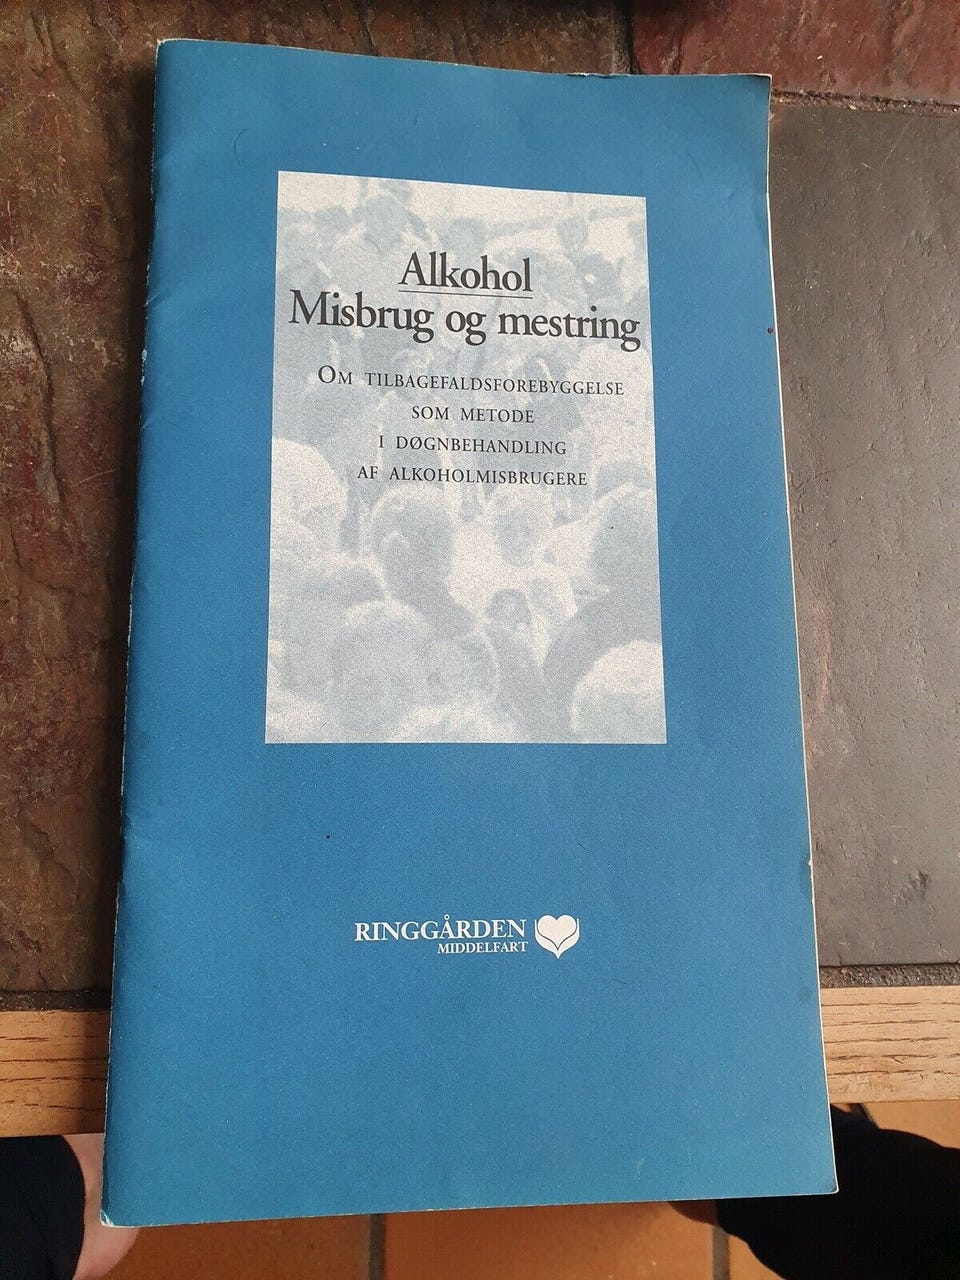 Alkohol
Misbrug og mestring
OM TILBAGEFALDSFOREBYGGELSE
SOM METODE
I DØGNBEHANDLING
AF ALKOHOLMISBRUGERE
RINGGÅRDEN
MIDDELFART